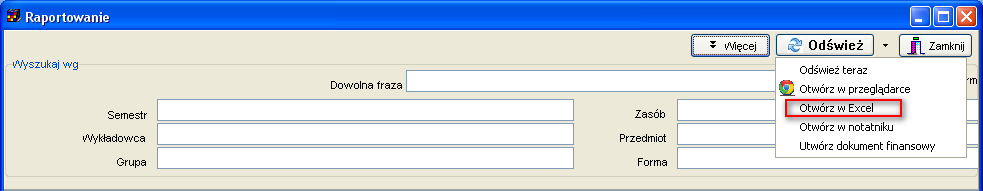 Raportowanie
Więcej
Odśwież
Zamknij
Wyszukaj wg
Dowolna fraza
Odśwież teraz
Otwórz w przeglądarce
Otwórz w Excel
Otwórz w notatniku
Utwórz dokument finansowy
Semestr
Zasób
Wykładowca
Przedmiot
Grupa
Forma